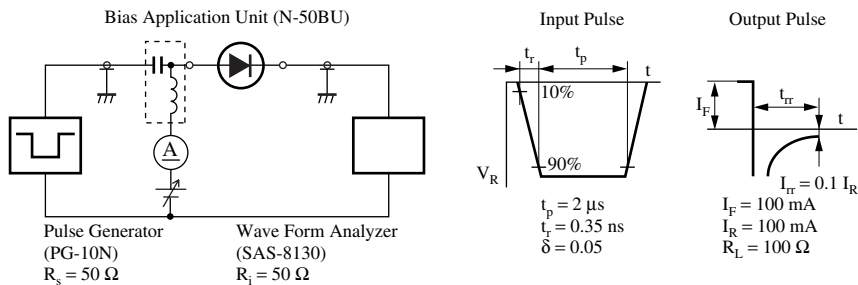 Bias Application Unit (N-50BU)
A
Pulse Generator
(PG-10N)
R_s = 50 Ω
Wave Form Analyzer
(SAS-8130)
R_i = 50 Ω
Input Pulse
t_r
t_p
t
10%
90%
V_R
t_p = 2 μs
t_r = 0.35 ns
δ = 0.05
Output Pulse
I_F
t_rr
t
I_rr = 0.1 I_R
I_F = 100 mA
I_R = 100 mA
R_L = 100 Ω